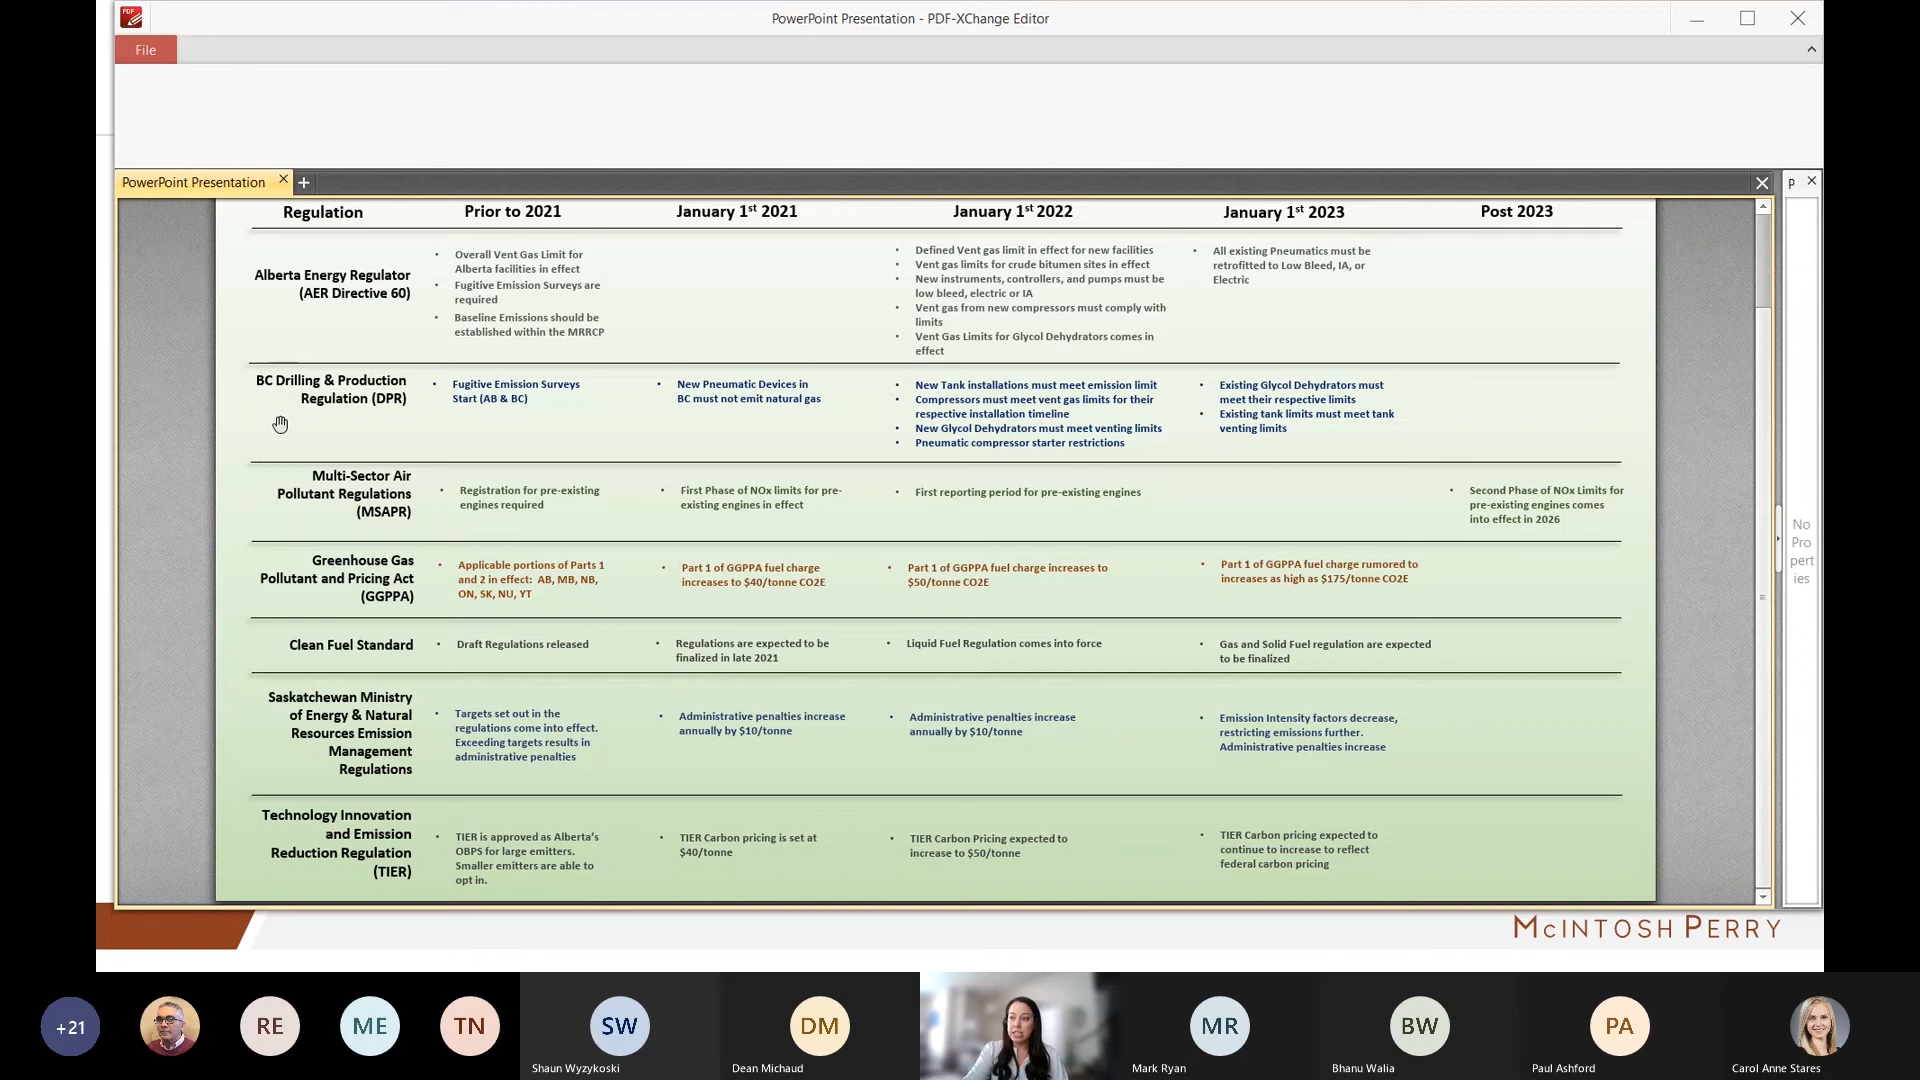 PowerPoint Presentation - PDF-XChange Editor
File
PowerPoint Presentation
P
Regulation
Prior to 2021
January 1st 2021
January 1st 2022
January 1st 2023
Post 2023
Alberta Energy Regulator
(AER Directive 60)
• Overall Vent Gas Limit for
Alberta facilities in effect
• Fugitive Emission Surveys are
required
• Baseline Emissions should be
established within the MRRCP
• Defined Vent gas limit in effect for new facilities
• Vent gas limits for crude bitumen sites in effect
• New instruments, controllers, and pumps must be
low bleed, electric or IA
• Vent gas from new compressors must comply with
limits
• Vent Gas Limits for Glycol Dehydrators comes in
effect
• All existing Pneumatics must be
retrofitted to Low Bleed, IA, or
Electric
BC Drilling & Production
Regulation (DPR)
• Fugitive Emission Surveys
Start (AB & BC)
• New Pneumatic Devices in
BC must not emit natural gas
• New Tank installations must meet emission limit
• Compressors must meet vent gas limits for their
respective installation timeline
• New Glycol Dehydrators must meet venting limits
• Pneumatic compressor starter restrictions
• Existing Glycol Dehydrators must
meet their respective limits
• Existing tank limits must meet tank
venting limits
Multi-Sector Air
Pollutant Regulations
(MSAPR)
• Registration for pre-existing
engines required
• First Phase of NOx limits for pre-
existing engines in effect
• First reporting period for pre-existing engines
• Second Phase of NOx Limits for
pre-existing engines comes
into effect in 2026
Greenhouse Gas
Pollutant and Pricing Act
(GGPPA)
• Applicable portions of Parts 1
and 2 in effect: AB, MB, NB,
ON, SK, NU, YT
• Part 1 of GGPPA fuel charge
increases to $40/tonne CO2E
• Part 1 of GGPPA fuel charge increases to
$50/tonne CO2E
• Part 1 of GGPPA fuel charge rumored to
increases as high as $175/tonne CO2E
Clean Fuel Standard
• Draft Regulations released
• Regulations are expected to be
finalized in late 2021
• Liquid Fuel Regulation comes into force
• Gas and Solid Fuel regulation are expected
to be finalized
Saskatchewan Ministry
of Energy & Natural
Resources Emission
Management
Regulations
• Targets set out in the
regulations come into effect.
Exceeding targets results in
administrative penalties
• Administrative penalties increase
annually by $10/tonne
• Administrative penalties increase
annually by $10/tonne
• Emission Intensity factors decrease,
restricting emissions further.
Administrative penalties increase
Technology Innovation
and Emission
Reduction Regulation
(TIER)
• TIER is approved as Alberta's
OBPS for large emitters.
Smaller emitters are able to
opt in.
• TIER Carbon pricing is set at
$40/tonne
• TIER Carbon Pricing expected to
increase to $50/tonne
• TIER Carbon pricing expected to
continue to increase to reflect
federal carbon pricing
No
Pro
pert
ies
MCINTOSH PERRY
+21
RE
ME
TN
SW
Shaun Wyzykoski
DM
Dean Michaud
MR
Mark Ryan
BW
Bhanu Walia
PA
Paul Ashford
Carol Anne Stares